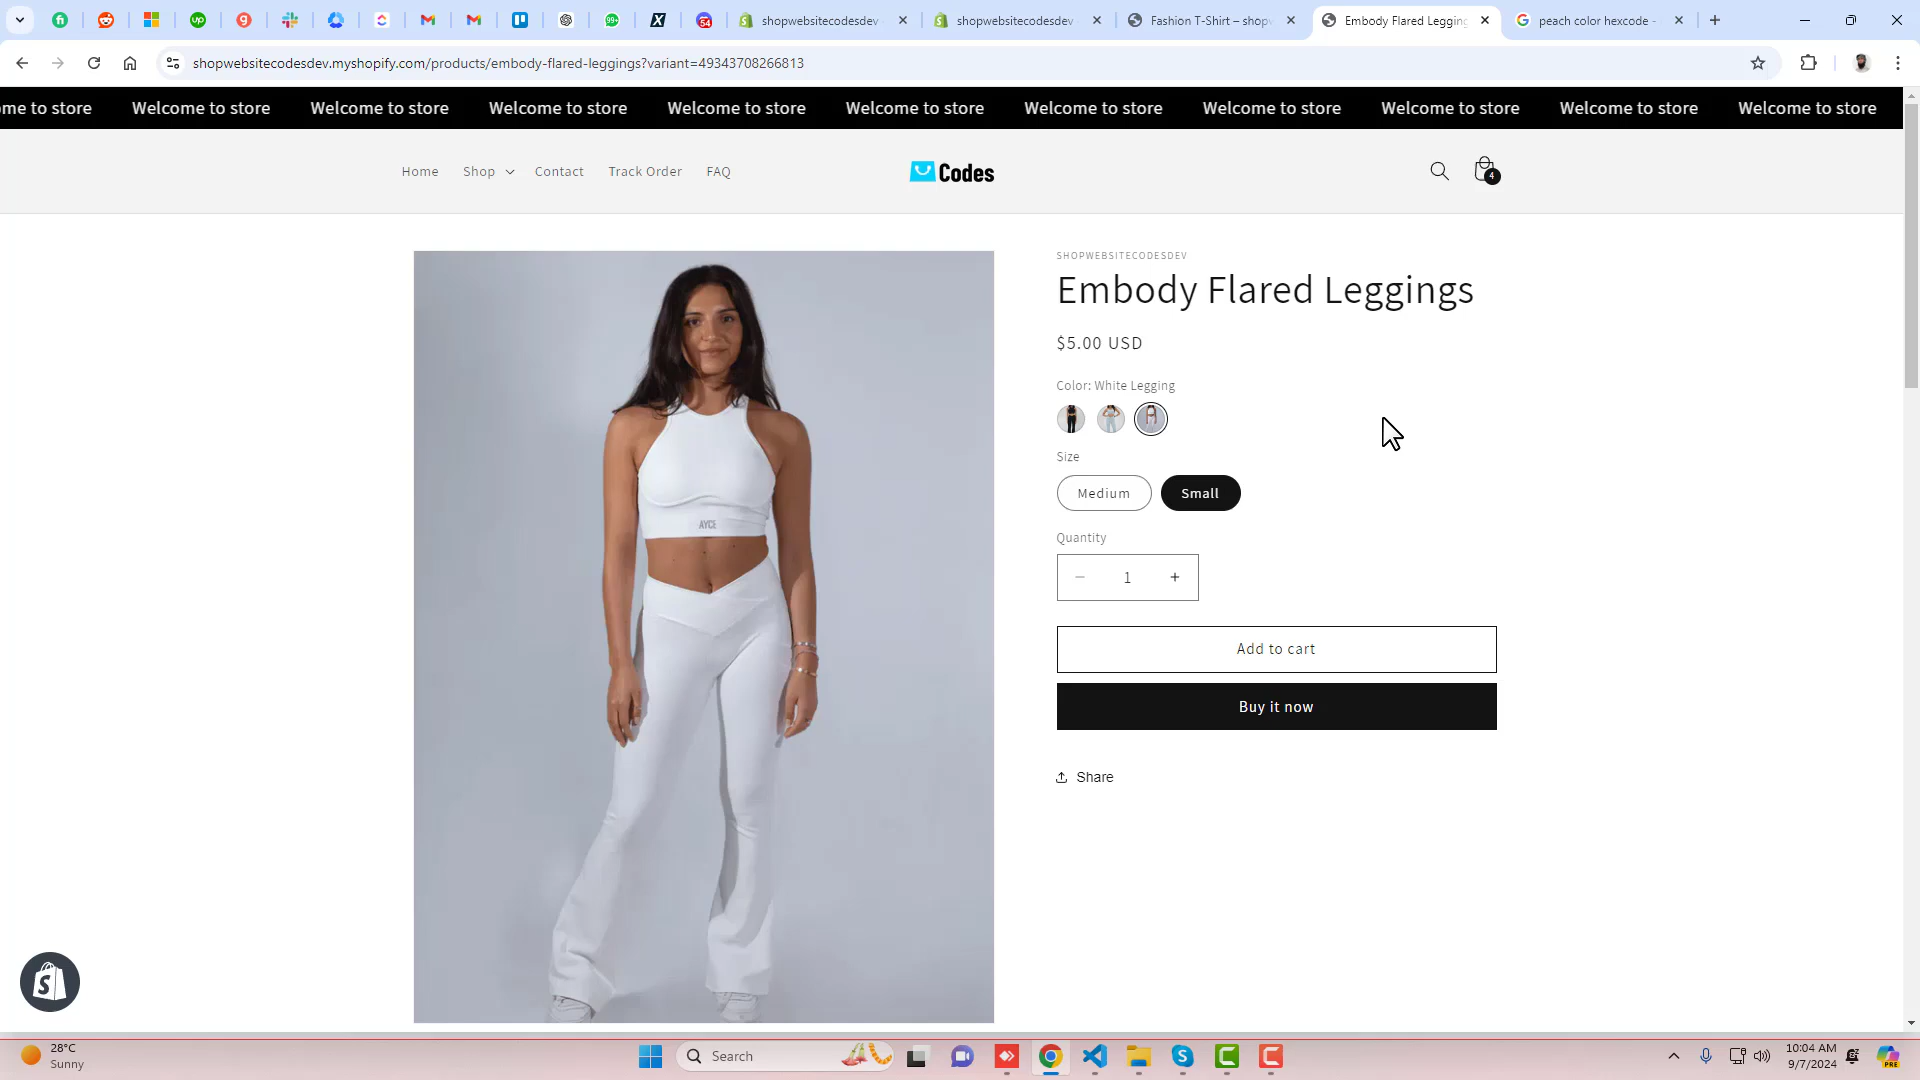 shopwebsitecodesdev
shopwebsitecodesdev
Fashion T-Shirt – shopw
Embody Flared Legging
peach color hexcode -
99+
54
shopwebsitecodesdev.myshopify.com/products/embody-flared-leggings?variant=49343708266813
me to store Welcome to store Welcome to store Welcome to store Welcome to store Welcome to store Welcome to store Welcome to store Welcome to store Welcome to store Welcome to store
Home Shop Contact Track Order FAQ
Codes
4
SHOPWEBSITECODESDEV
Embody Flared Leggings
$5.00 USD
Color: White Legging
Size
Medium Small
Quantity
− 1 +
Add to cart
Buy it now
Share
AYCE
28°C
Sunny
Search
10:04 AM
9/7/2024
PRE